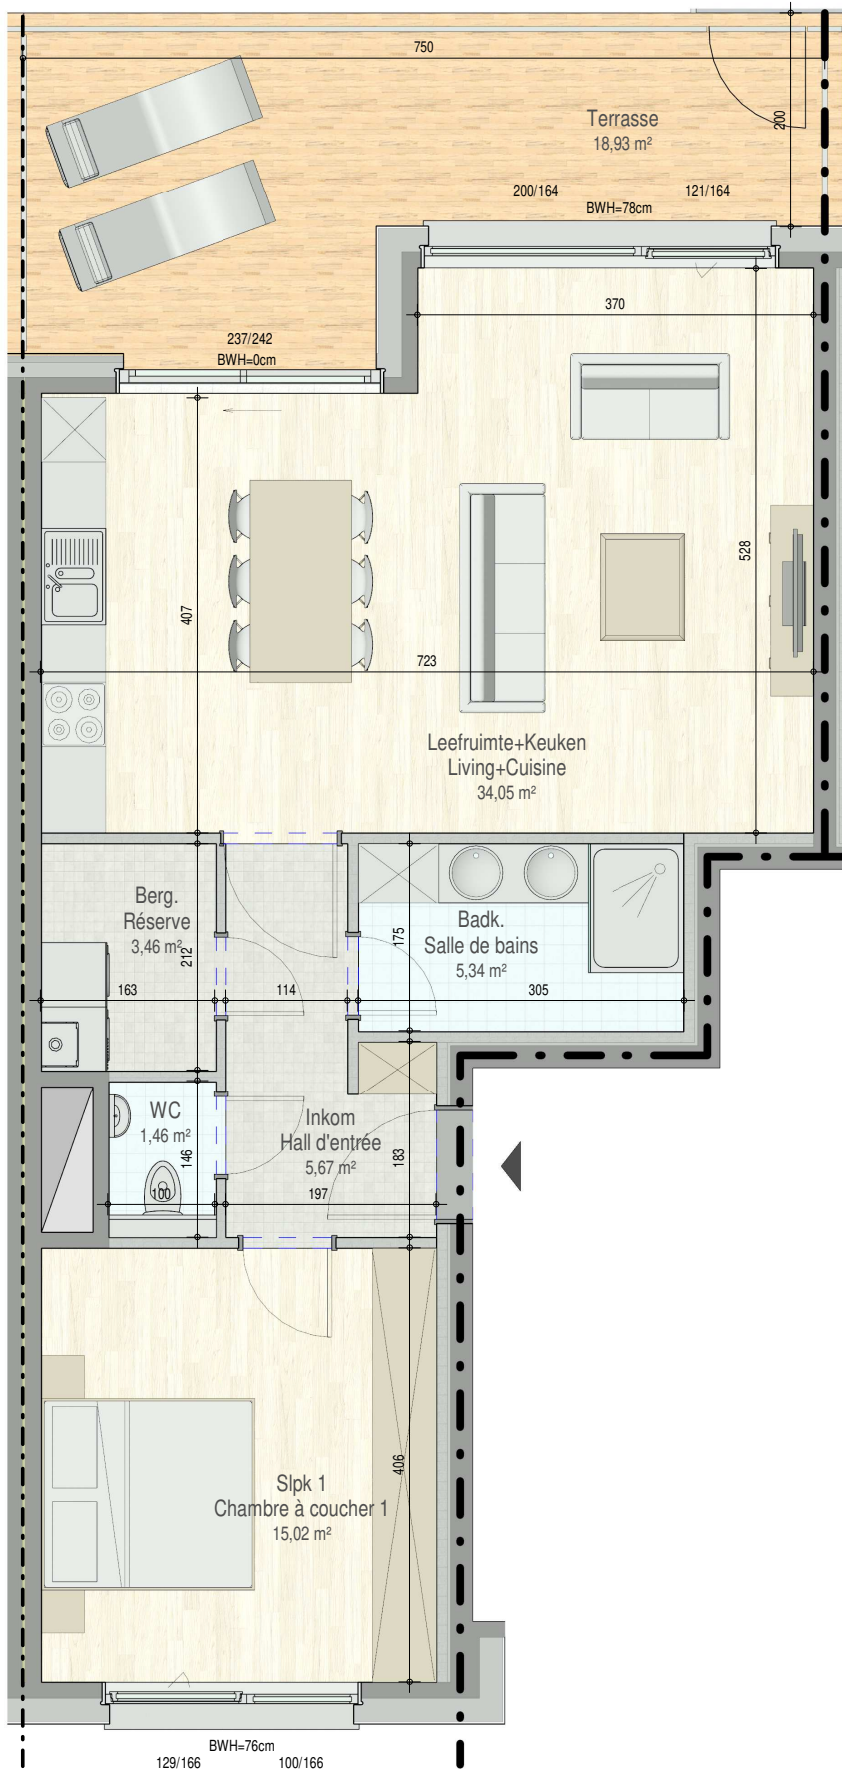 750
Terrasse
18,93 m²
200
200/164
121/164
BWH=78cm
370
237/242
BWH=0cm
528
407
723
Leefruimte+Keuken
Living+Cuisine
34,05 m²
Berg.
Réserve
3,46 m²
212
163
114
Badk.
Salle de bains
5,34 m²
175
305
WC
1,46 m²
146
100
Inkom
Hall d'entrée
5,67 m²
183
197
406
Slpk 1
Chambre à coucher 1
15,02 m²
BWH=76cm
129/166
100/166